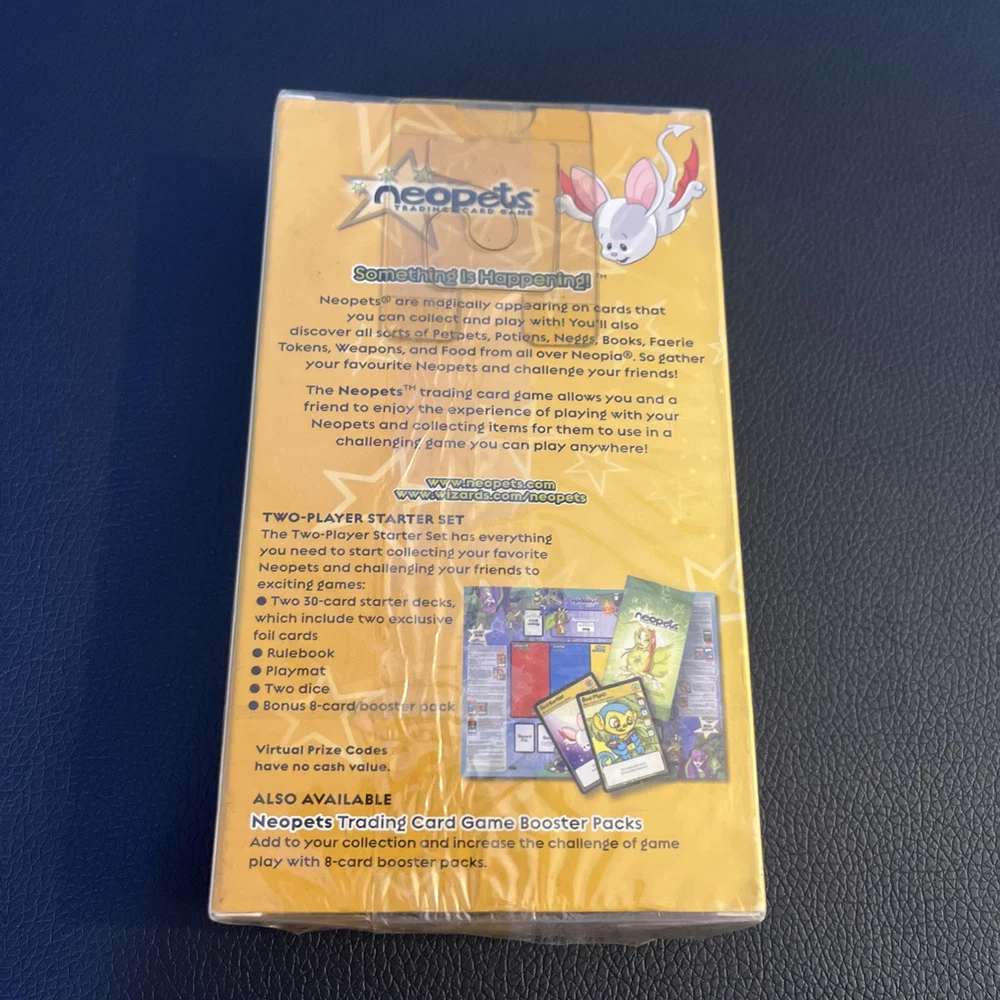 neopets™
TRADING CARD GAME
Something Is Happening!™
Neopets® are magically appearing on cards that
you can collect and play with! You'll also
discover all sorts of Petpets, Potions, Neggs, Books, Faerie
Tokens, Weapons, and Food from all over Neopia®. So gather
your favourite Neopets and challenge your friends!
The Neopets™ trading card game allows you and a
friend to enjoy the experience of playing with your
Neopets and collecting items for them to use in a
challenging game you can play anywhere!
www.neopets.com
www.wizards.com/neopets
TWO-PLAYER STARTER SET
The Two-Player Starter Set has everything
you need to start collecting your favorite
Neopets and challenging your friends to
exciting games:
● Two 30-card starter decks,
which include two exclusive
foil cards
● Rulebook
● Playmat
● Two dice
● Bonus 8-card booster pack
neopets
Virtual Prize Codes
have no cash value.
ALSO AVAILABLE
Neopets Trading Card Game Booster Packs
Add to your collection and increase the challenge of game
play with 8-card booster packs.